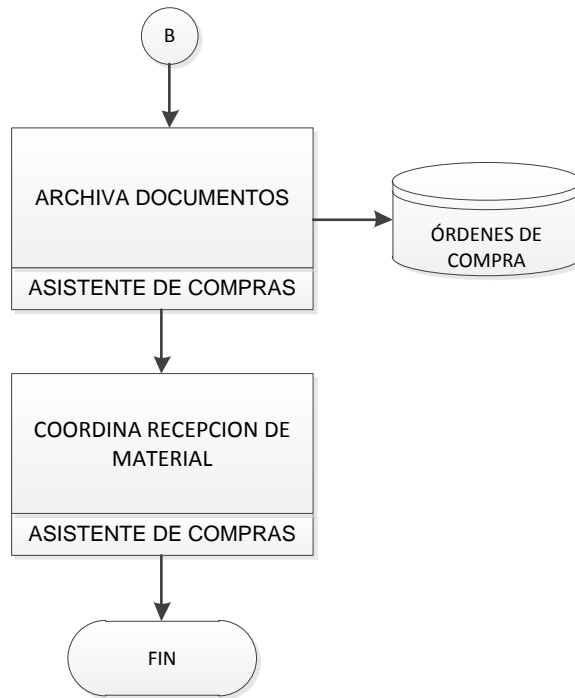 B
ARCHIVA DOCUMENTOS
ASISTENTE DE COMPRAS
ÓRDENES DE
COMPRA
COORDINA RECEPCION DE
MATERIAL
ASISTENTE DE COMPRAS
FIN